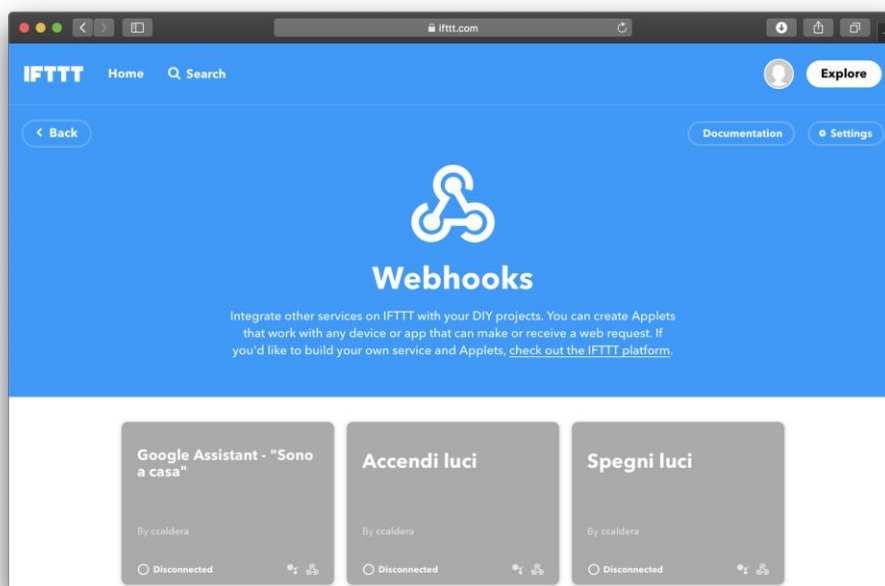 ifttt.com
IFTTT Home Search Explore
Back Documentation Settings
Webhooks
Integrate other services on IFTTT with your DIY projects. You can create Applets
that work with any device or app that can make or receive a web request. If
you'd like to build your own service and Applets, check out the IFTTT platform.
Google Assistant - "Sono
a casa"
By ccaldera
Disconnected
Accendi luci
By ccaldera
Disconnected
Spegni luci
By ccaldera
Disconnected